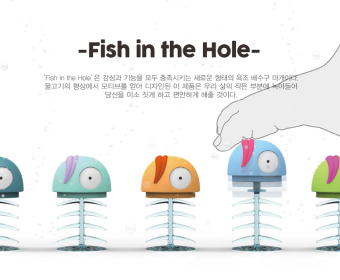 -Fish in the Hole-
'Fish in the Hole' 은 감성과 기능을 모두 충족시키는 새로운 형태의 욕조 배수구 마개이다.
물고기의 형상에서 모티브를 얻어 디자인된 이 제품은 우리 삶의 작은 부분에 녹아들어
당신을 미소 짓게 하고 편안하게 해줄 것이다.